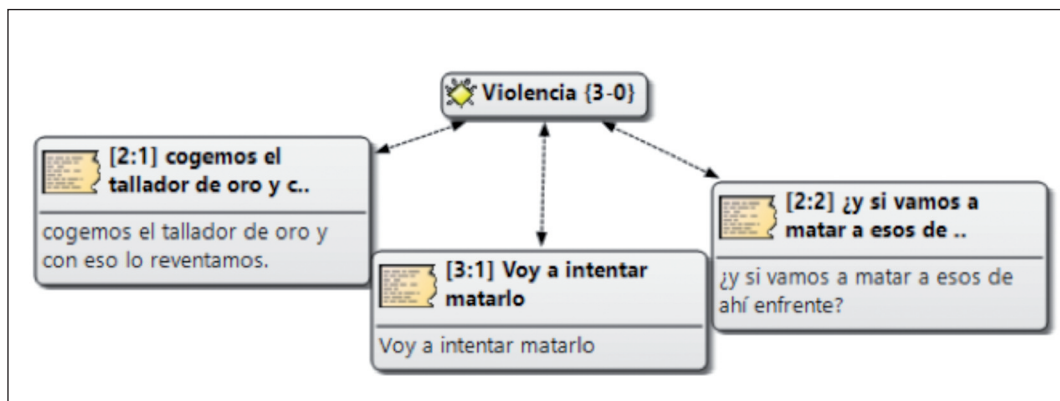 Violencia {3-0}
[2:1] cogemos el
tallador de oro y c..
cogemos el tallador de oro y
con eso lo reventamos.
[3:1] Voy a intentar
matarlo
Voy a intentar matarlo
[2:2] ¿y si vamos a
matar a esos de ..
¿y si vamos a matar a esos de
ahí enfrente?